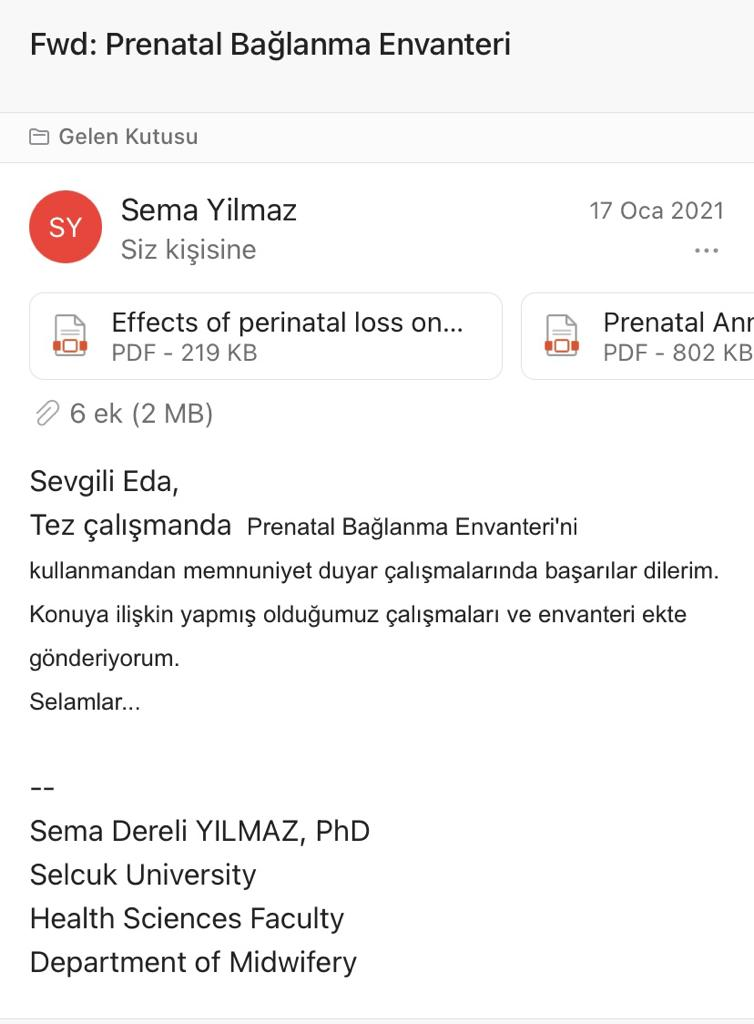 Fwd: Prenatal Bağlanma Envanteri
Gelen Kutusu
SY
Sema Yilmaz
17 Oca 2021
Siz kişisine
...
Effects of perinatal loss on...
PDF - 219 KB
Prenatal
PDF - 802 KB
6 ek (2 MB)
Sevgili Eda,
Tez çalışmanda Prenatal Bağlanma Envanteri'ni
kullanmandan memnuniyet duyar çalışmalarında başarılar dilerim.
Konuya ilişkin yapmış olduğumuz çalışmaları ve envanteri ekte
gönderiyorum.
Selamlar...
--
Sema Dereli YILMAZ, PhD
Selcuk University
Health Sciences Faculty
Department of Midwifery